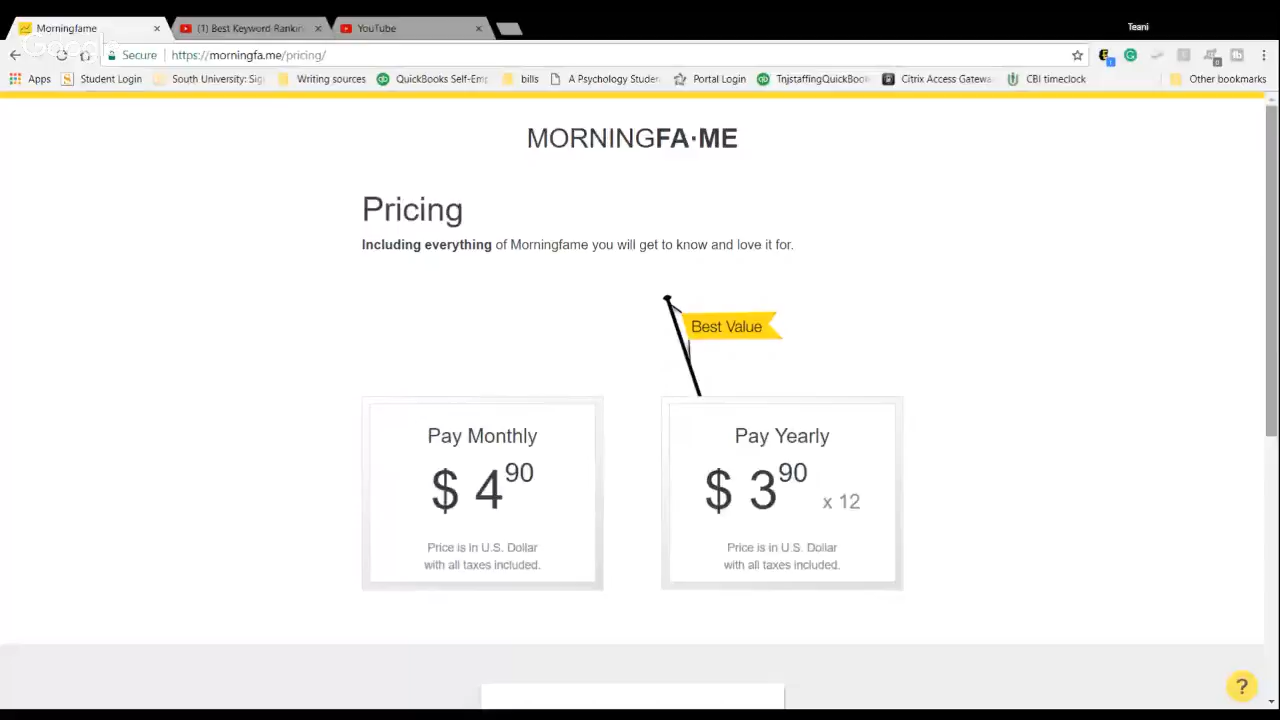 Teani
Morningfame
(1) Best Keyword Rankin
YouTube
Google
Secure
https://morningfa.me/pricing/
Apps
Student Login
South University: Sig
Writing sources
QuickBooks Self-Emp
bills
A Psychology Studen
Portal Login
TnjstaffingQuickBook
Citrix Access Gatewa
CBI timeclock
Other bookmarks
MORNINGFA·ME
Pricing
Including everything of Morningfame you will get to know and love it for.
Best Value
Pay Monthly
$ 4 90
Price is in U.S. Dollar
with all taxes included.
Pay Yearly
$ 3 90 x 12
Price is in U.S. Dollar
with all taxes included.
?